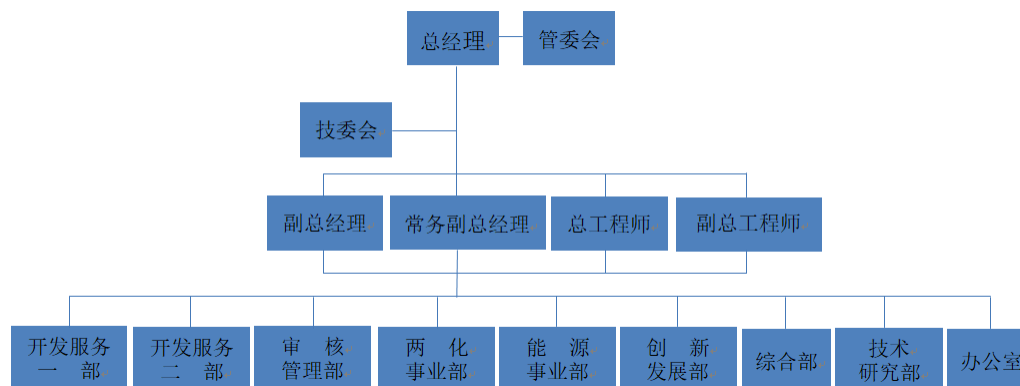 总经理
管委会
技委会
副总经理
常务副总经理
总工程师
副总工程师
开发服务
一 部
开发服务
二 部
审 核
管理部
两 化
事业部
能 源
事业部
创 新
发展部
综合部
技术
研究部
办公室